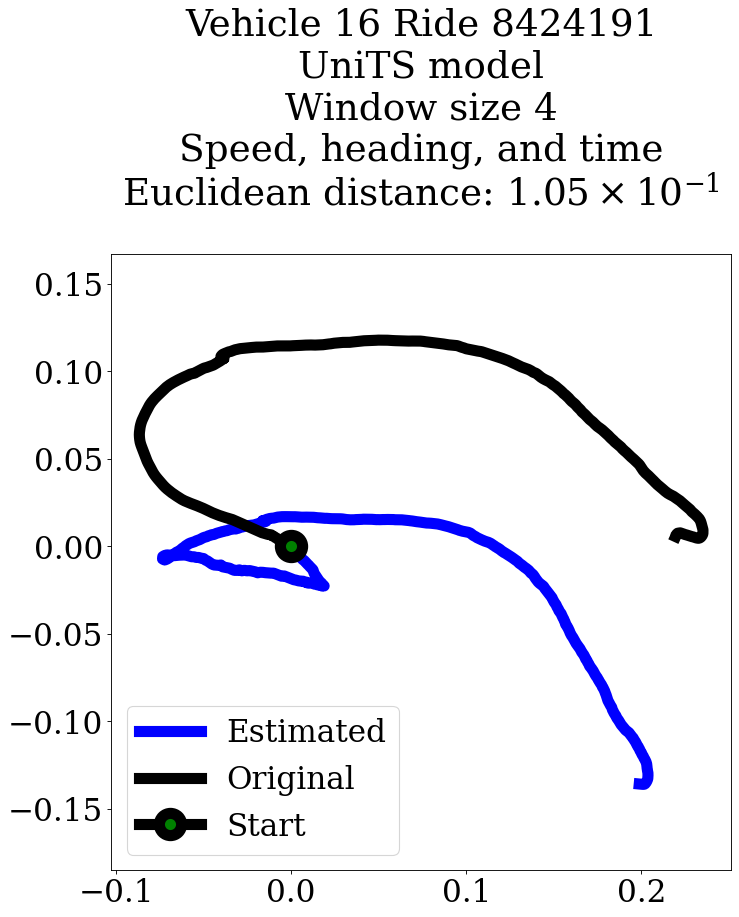 Vehicle 16 Ride 8424191
UniTS model
Window size 4
Speed, heading, and time
Euclidean distance: 1.05 × 10⁻¹
0.15
0.10
0.05
0.00
−0.05
−0.10
−0.15
Estimated
Original
Start
−0.1
0.0
0.1
0.2